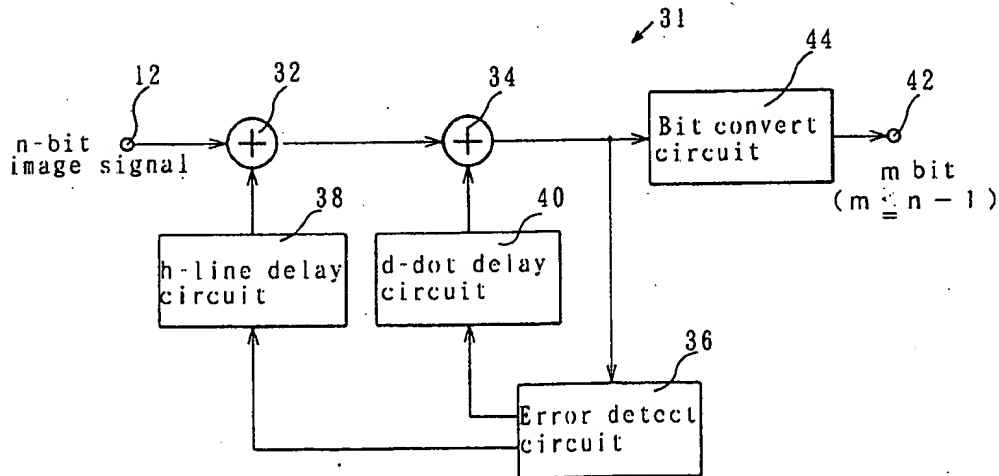 31
12
32
34
44
42
n-bit
image signal
+
+
Bit convert
circuit
m bit
(m ≦ n - 1)
38
40
h-line delay
circuit
d-dot delay
circuit
36
Error detect
circuit